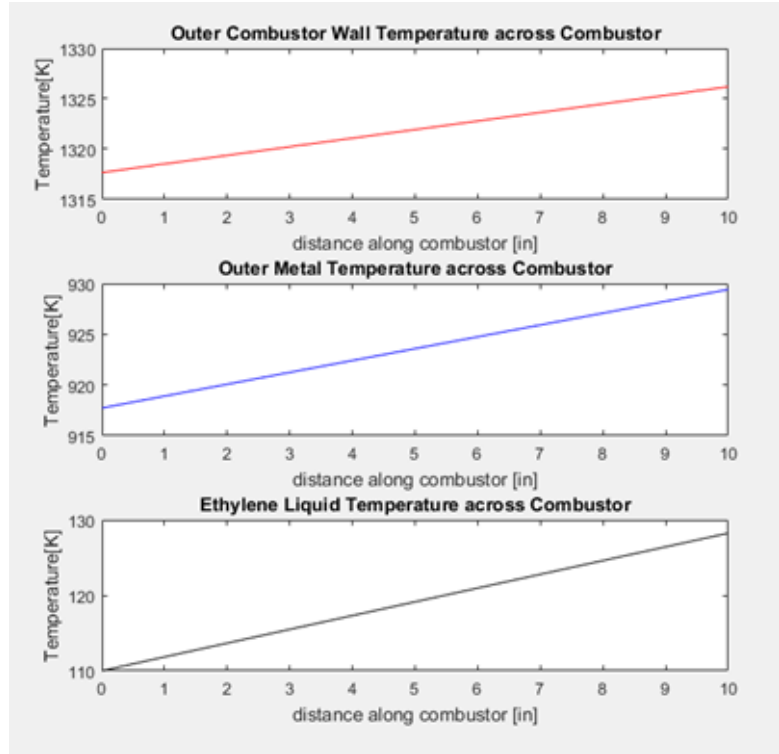 Outer Combustor Wall Temperature across Combustor
Temperature[K]
1330
1325
1320
1315
0 1 2 3 4 5 6 7 8 9 10
distance along combustor [in]
Outer Metal Temperature across Combustor
Temperature[K]
930
925
920
915
0 1 2 3 4 5 6 7 8 9 10
distance along combustor [in]
Ethylene Liquid Temperature across Combustor
Temperature[K]
130
120
110
0 1 2 3 4 5 6 7 8 9 10
distance along combustor [in]